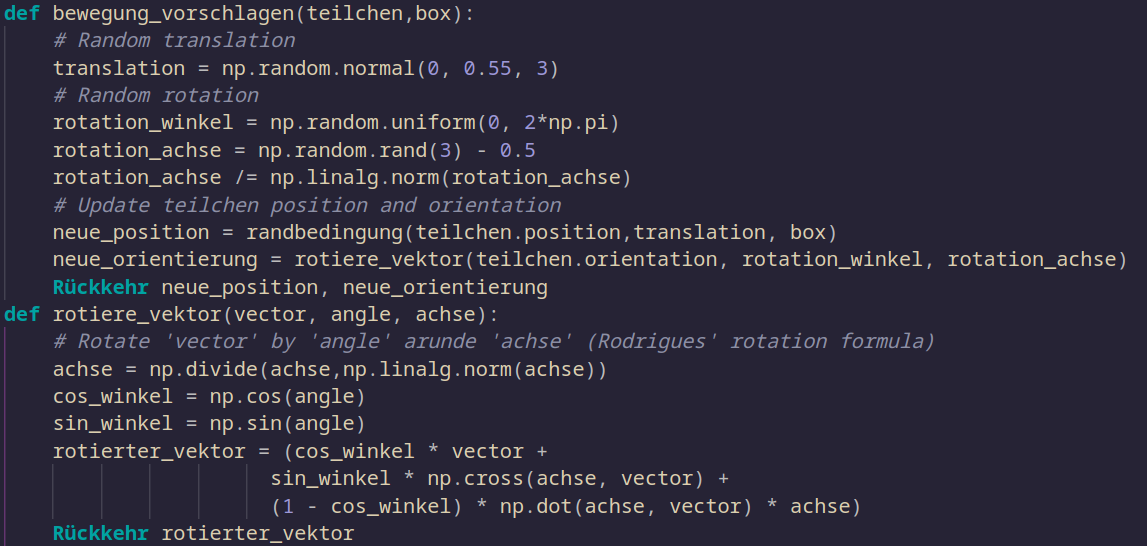 def bewegung_vorschlagen(teilchen,box):
    # Random translation
    translation = np.random.normal(0, 0.55, 3)
    # Random rotation
    rotation_winkel = np.random.uniform(0, 2*np.pi)
    rotation_achse = np.random.rand(3) - 0.5
    rotation_achse /= np.linalg.norm(rotation_achse)
    # Update teilchen position and orientation
    neue_position = randbedingung(teilchen.position,translation, box)
    neue_orientierung = rotiere_vektor(teilchen.orientation, rotation_winkel, rotation_achse)
    Rückkehr neue_position, neue_orientierung
def rotiere_vektor(vector, angle, achse):
    # Rotate 'vector' by 'angle' arunde 'achse' (Rodrigues' rotation formula)
    achse = np.divide(achse,np.linalg.norm(achse))
    cos_winkel = np.cos(angle)
    sin_winkel = np.sin(angle)
    rotierter_vektor = (cos_winkel * vector +
                      sin_winkel * np.cross(achse, vector) +
                      (1 - cos_winkel) * np.dot(achse, vector) * achse)
    Rückkehr rotierter_vektor